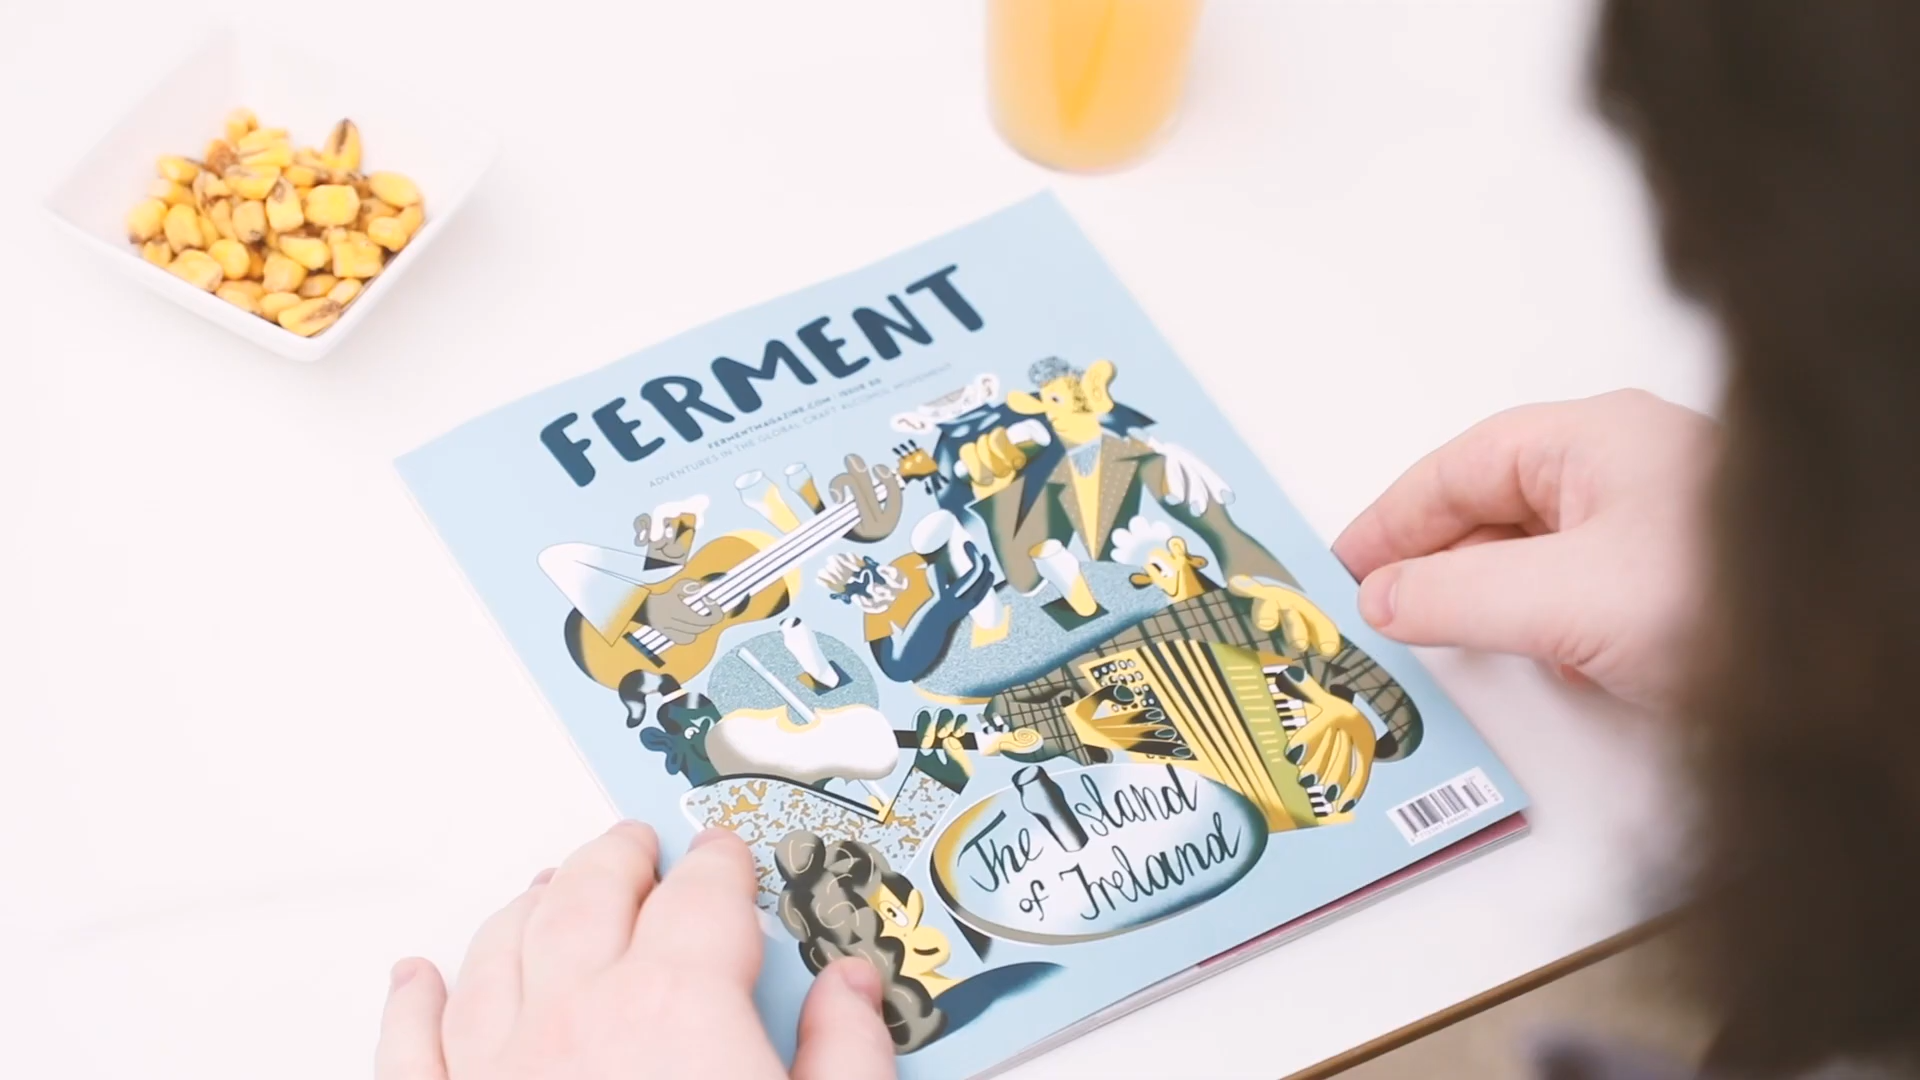 FERMENT
FERMENTMAGAZINE.COM | ISSUE
ADVENTURES IN THE GLOBAL CRAFT ALCOHOL MOVEMENT
The Island
of Ireland